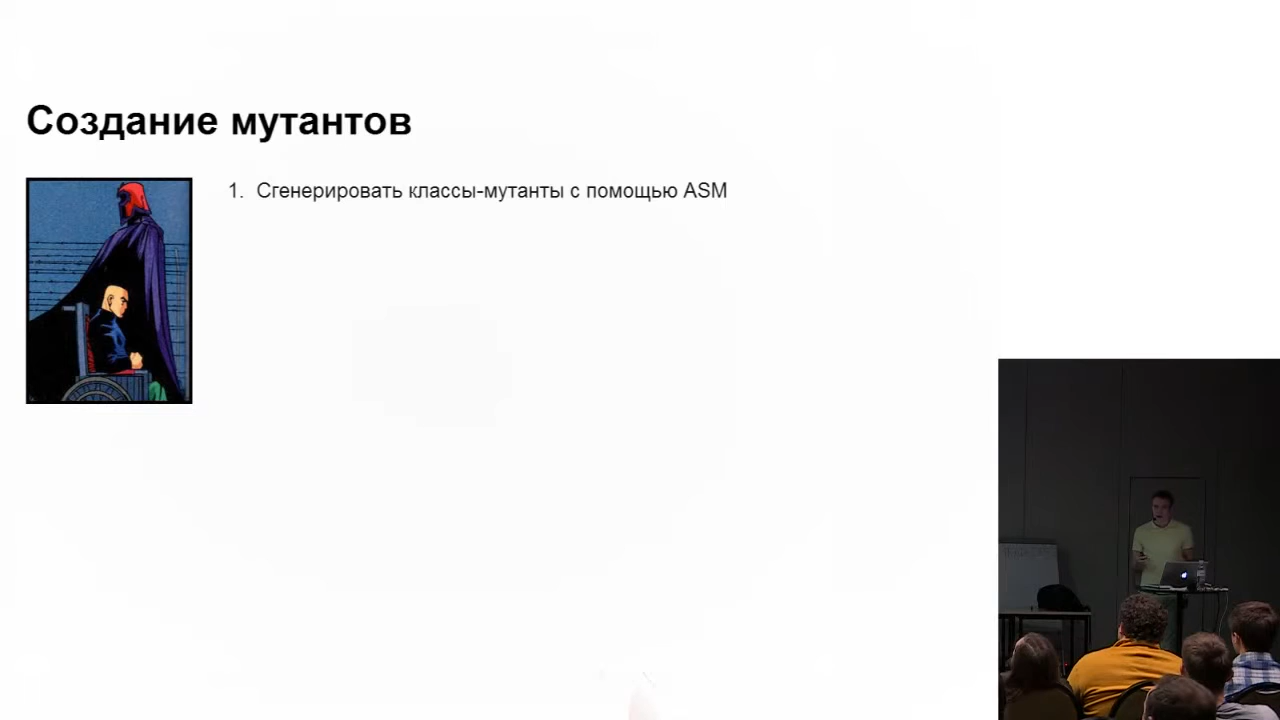 Создание мутантов
1. Сгенерировать классы-мутанты с помощью ASM